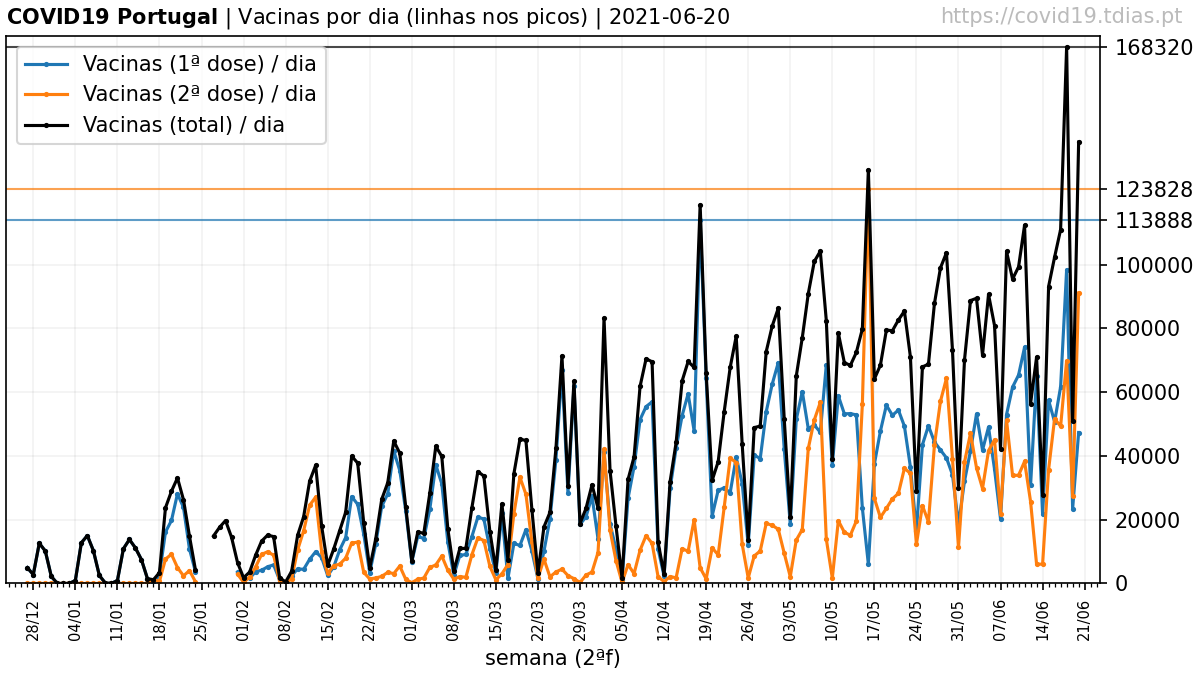 COVID19 Portugal | Vacinas por dia (linhas nos picos) | 2021-06-20
https://covid19.tdias.pt
Vacinas (1ª dose) / dia
Vacinas (2ª dose) / dia
Vacinas (total) / dia
168320
123828
113888
100000
80000
60000
40000
20000
0
28/12 04/01 11/01 18/01 25/01 01/02 08/02 15/02 22/02 01/03 08/03 15/03 22/03 29/03 05/04 12/04 19/04 26/04 03/05 10/05 17/05 24/05 31/05 07/06 14/06 21/06
semana (2ªf)